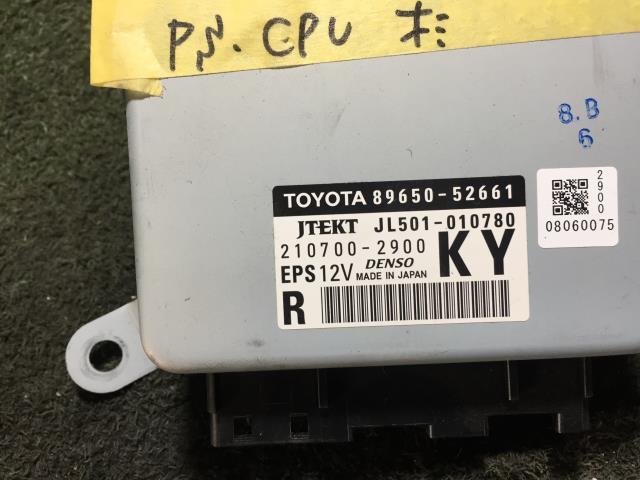 PS. CPU
8.B
6
TOYOTA 89650-52661
JTEKT JL501-010780
210700-2900 KY
EPS 12V DENSO MADE IN JAPAN
R
2900
08060075